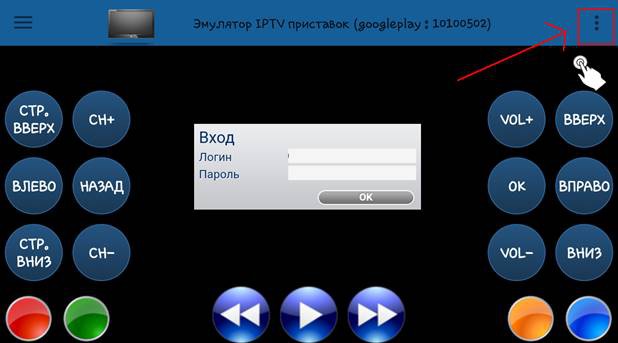 Эмулятор IPTV приставок (googleplay : 10100502)
СТР.
ВВЕРХ
CH+
VOL+
ВВЕРХ
Вход
Логин
Пароль
OK
ВЛЕВО
НАЗАД
OK
ВПРАВО
СТР.
ВНИЗ
CH-
VOL-
ВНИЗ